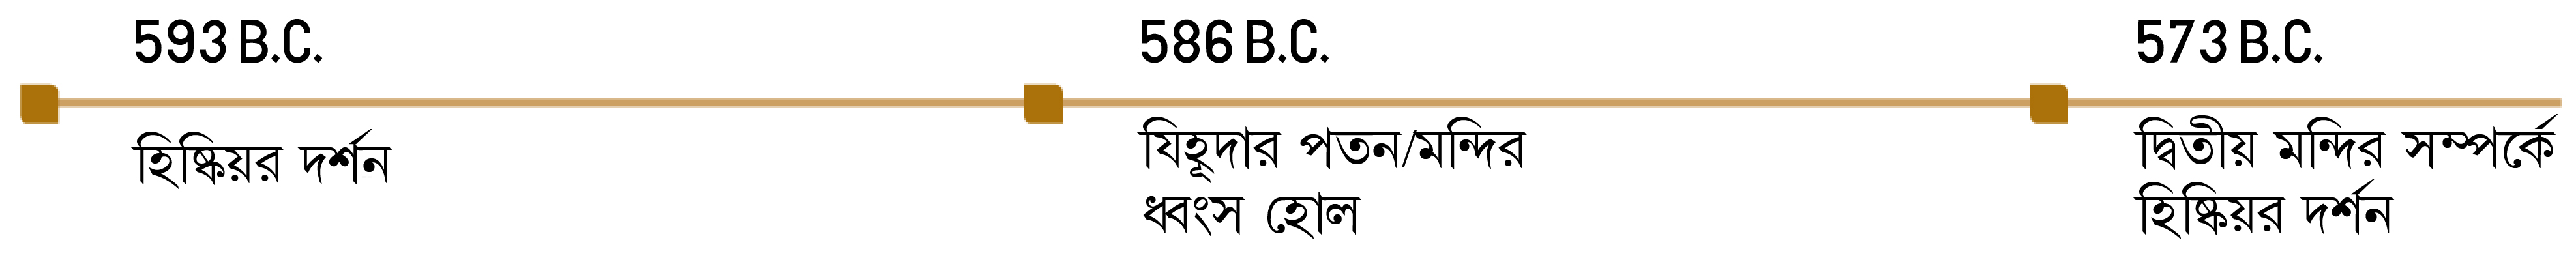 593 B.C.
হিষ্কিয়র দর্শন
586 B.C.
যিহূদার পতন/মন্দির
ধ্বংস হোল
573 B.C.
দ্বিতীয় মন্দির সম্পর্কে
হিষ্কিয়র দর্শন